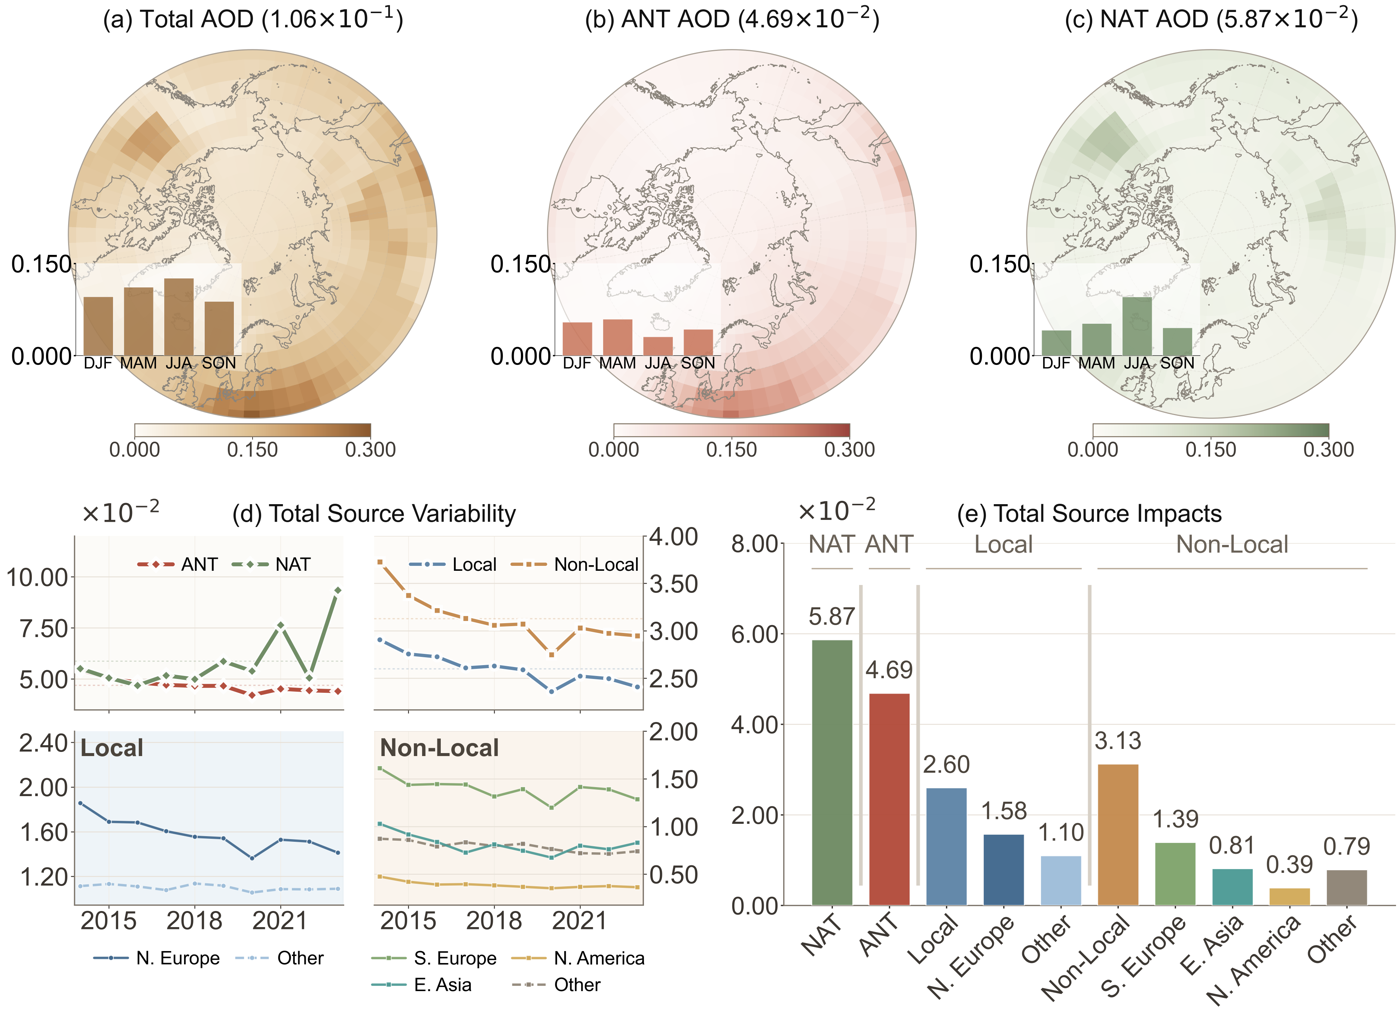 (a) Total AOD (1.06×10⁻¹)
(b) ANT AOD (4.69×10⁻²)
(c) NAT AOD (5.87×10⁻²)
0.150
0.000
DJF MAM JJA SON
0.150
0.000
DJF MAM JJA SON
0.150
0.000
DJF MAM JJA SON
0.000 0.150 0.300
0.000 0.150 0.300
0.000 0.150 0.300
×10⁻² (d) Total Source Variability
ANT NAT
10.00
7.50
5.00
Local Non-Local
4.00
3.50
3.00
2.50
Local
2.40
2.00
1.60
1.20
2015 2018 2021
N. Europe Other
Non-Local
2.00
1.50
1.00
0.50
2015 2018 2021
S. Europe N. America
E. Asia Other
×10⁻² (e) Total Source Impacts
NAT ANT Local Non-Local
8.00
6.00
4.00
2.00
0.00
5.87
4.69
2.60
1.58
1.10
3.13
1.39
0.81
0.39
0.79
NAT
ANT
Local
N. Europe
Other
Non-Local
S. Europe
E. Asia
N. America
Other